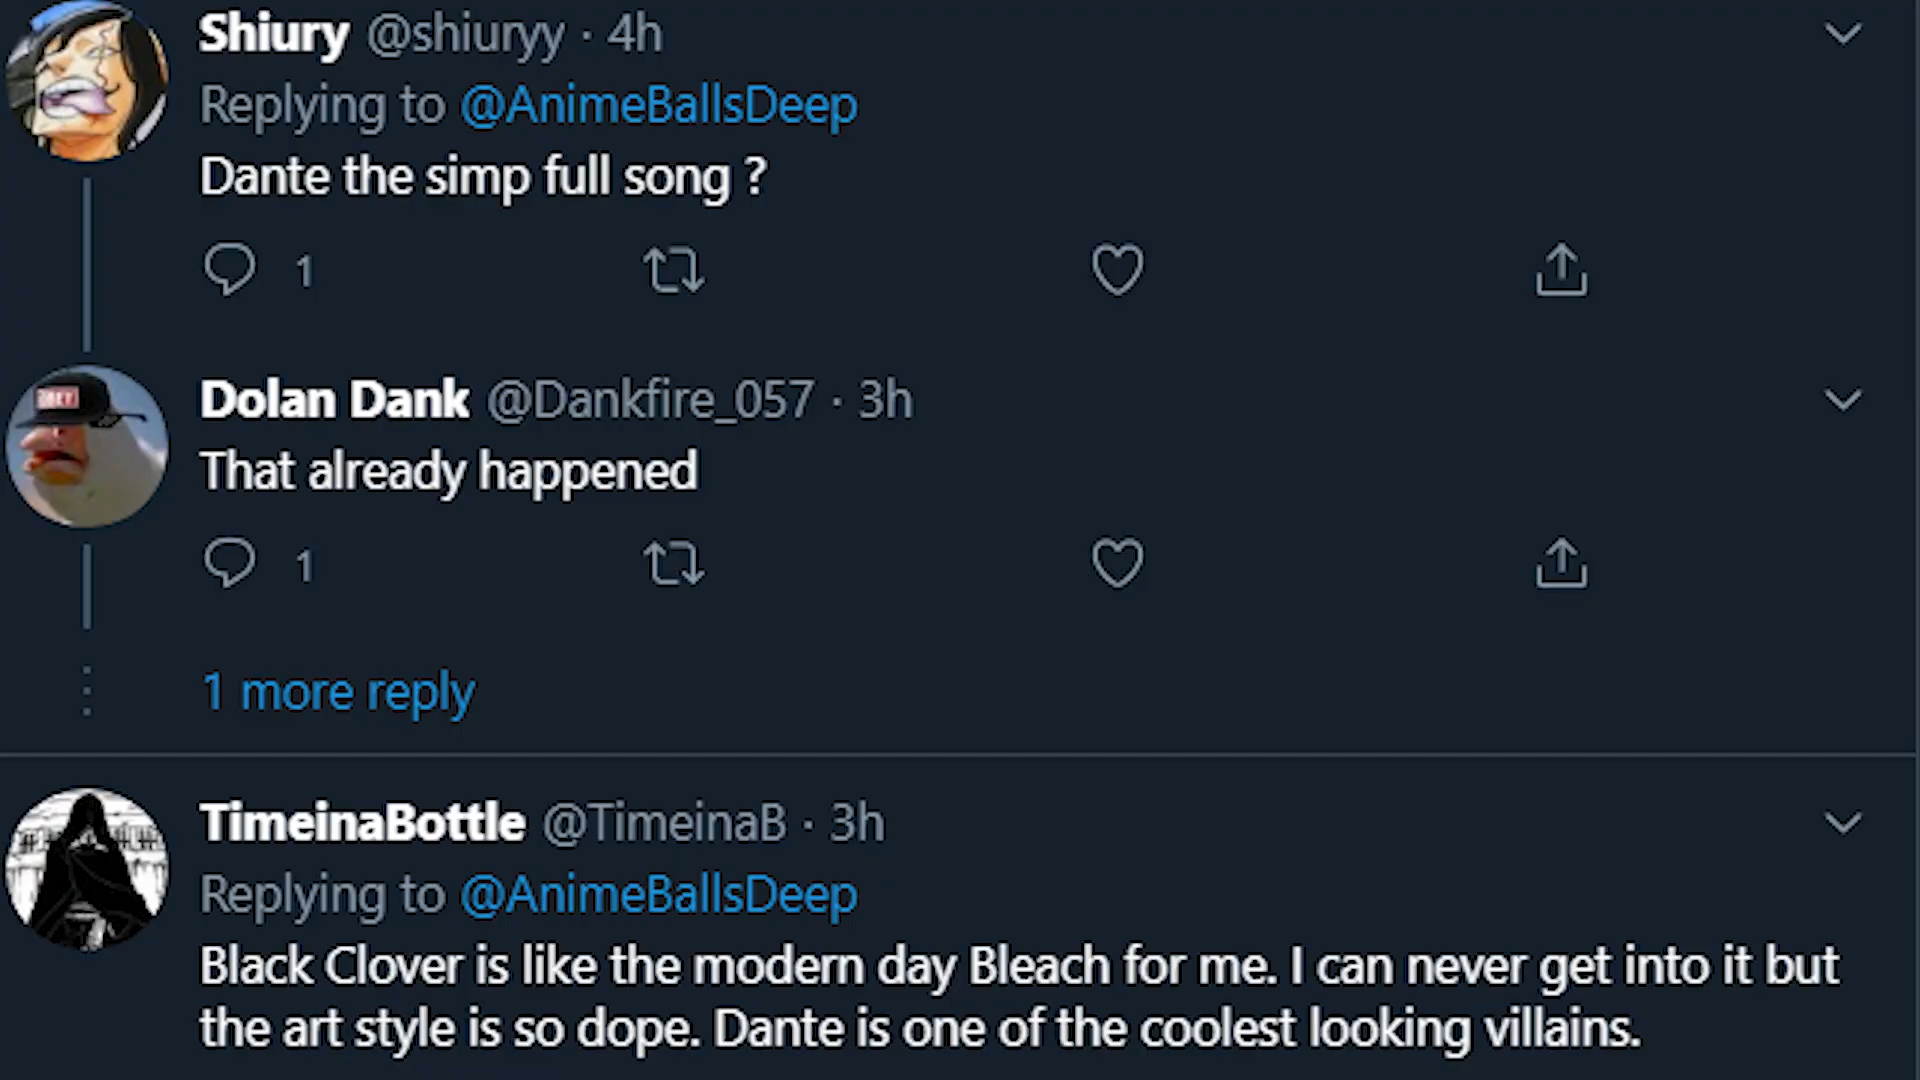 Shiury @shiuryy · 4h
Replying to @AnimeBallsDeep
Dante the simp full song ?
1
OBEY
Dolan Dank @Dankfire_057 · 3h
That already happened
1
1 more reply
TimeinaBottle @TimeinaB · 3h
Replying to @AnimeBallsDeep
Black Clover is like the modern day Bleach for me. I can never get into it but
the art style is so dope. Dante is one of the coolest looking villains.